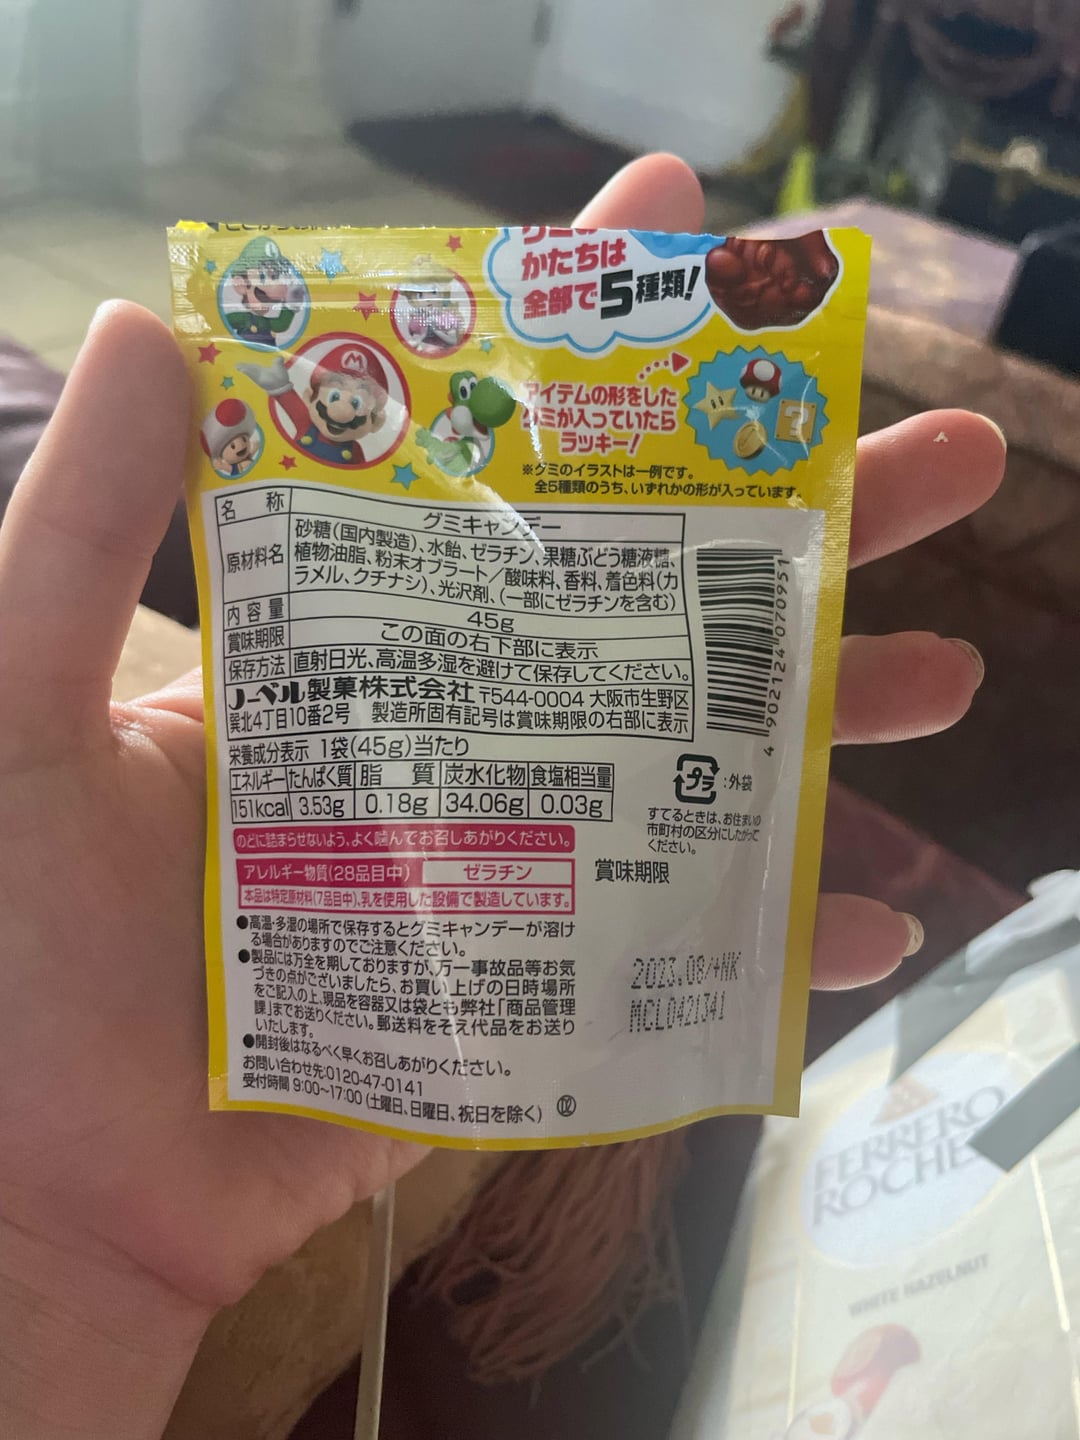 かたちは
全部で5種類!
アイテムの形をした
グミが入っていたら
ラッキー!
※グミのイラストは一例です。
全5種類のうち、いずれかの形が入っています。
名 称 グミキャンデー
原材料名 砂糖(国内製造)、水飴、ゼラチン、果糖ぶどう糖液糖、
植物油脂、粉末オブラート/酸味料、香料、着色料(カ
ラメル、クチナシ)、光沢剤、(一部にゼラチンを含む)
内容量 45g
賞味期限 この面の右下部に表示
保存方法 直射日光、高温多湿を避けて保存してください。
ノーベル製菓株式会社 〒544-0004 大阪市生野区
巽北4丁目10番2号 製造所固有記号は賞味期限の右部に表示
4 902124 070951
栄養成分表示 1袋(45g)当たり
エネルギー たんぱく質 脂 質 炭水化物 食塩相当量
151kcal 3.53g 0.18g 34.06g 0.03g
プラ :外袋
すてるときは、お住まいの
市町村の区分にしたがって
ください。
のどに詰まらせないよう、よく噛んでお召しあがりください。
アレルギー物質(28品目中) ゼラチン
本品は特定原材料(7品目中)、乳を使用した設備で製造しています。
賞味期限
2023.08/+NK
MCL0421341
●高温・多湿の場所で保存するとグミキャンデーが溶け
る場合がありますのでご注意ください。
●製品には万全を期しておりますが、万一事故品等お気
づきの点がございましたら、お買い上げの日時場所
をご記入の上、現品を容器又は袋とも弊社「商品管理
課」までお送りください。郵送料をそえ代品をお送り
いたします。
●開封後はなるべく早くお召しあがりください。
お問い合わせ先:0120-47-0141
受付時間 9:00~17:00 (土曜日、日曜日、祝日を除く)
FERRERO
ROCHE
WHITE HAZELNUT